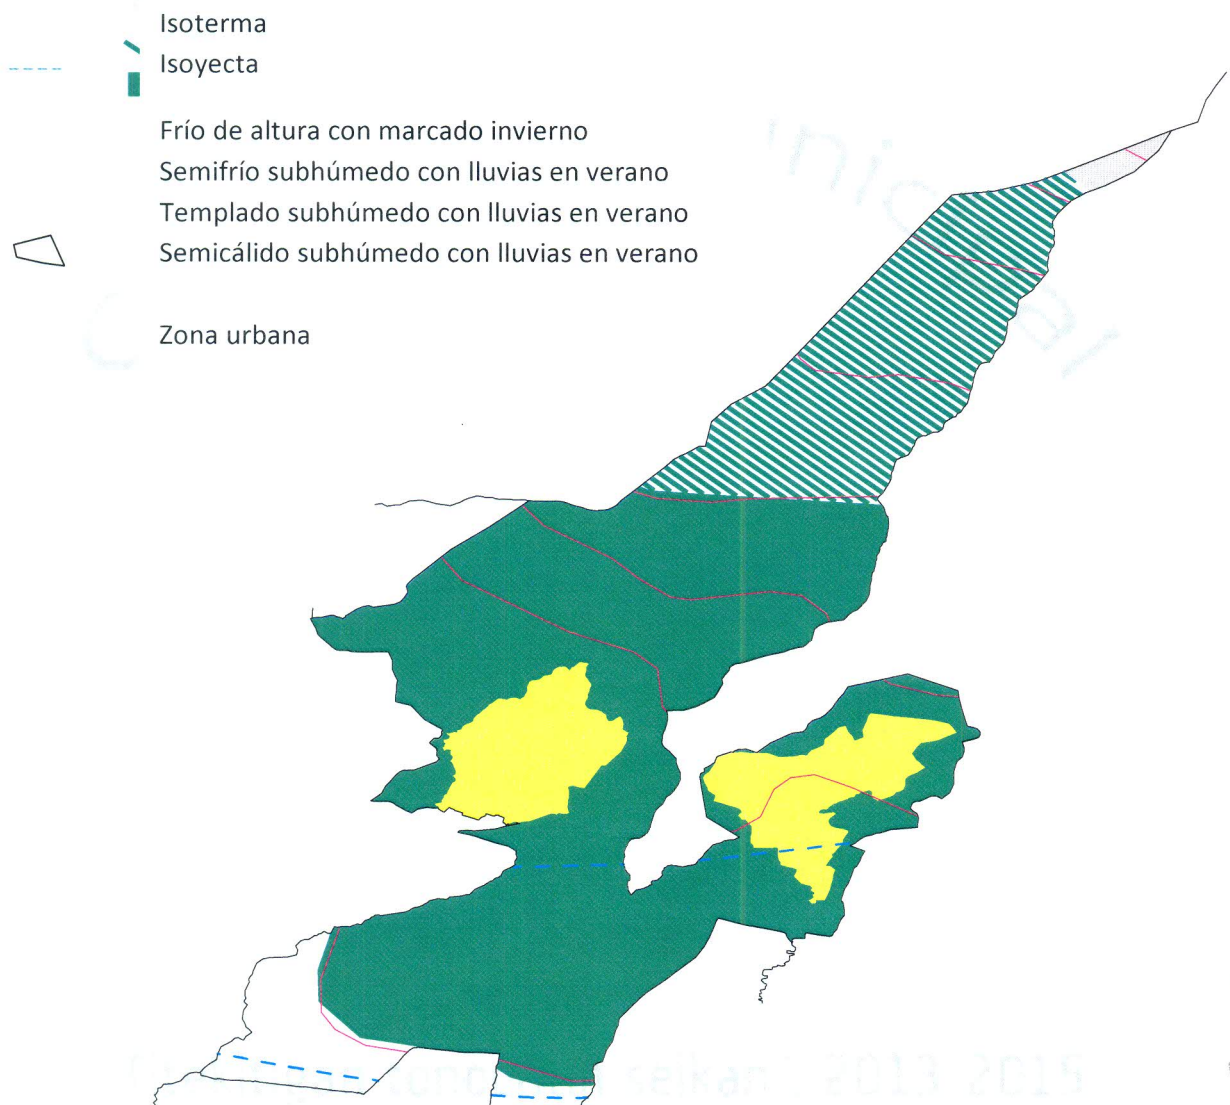 Isoterma
Isoyecta
Frío de altura con marcado invierno
Semifrío subhúmedo con lluvias en verano
Templado subhúmedo con lluvias en verano
Semicálido subhúmedo con lluvias en verano
Zona urbana